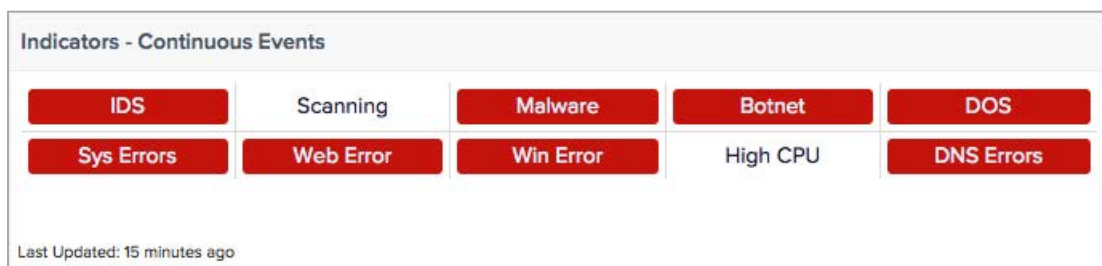 Indicators - Continuous Events
IDS Scanning Malware Botnet DOS
Sys Errors Web Error Win Error High CPU DNS Errors
Last Updated: 15 minutes ago